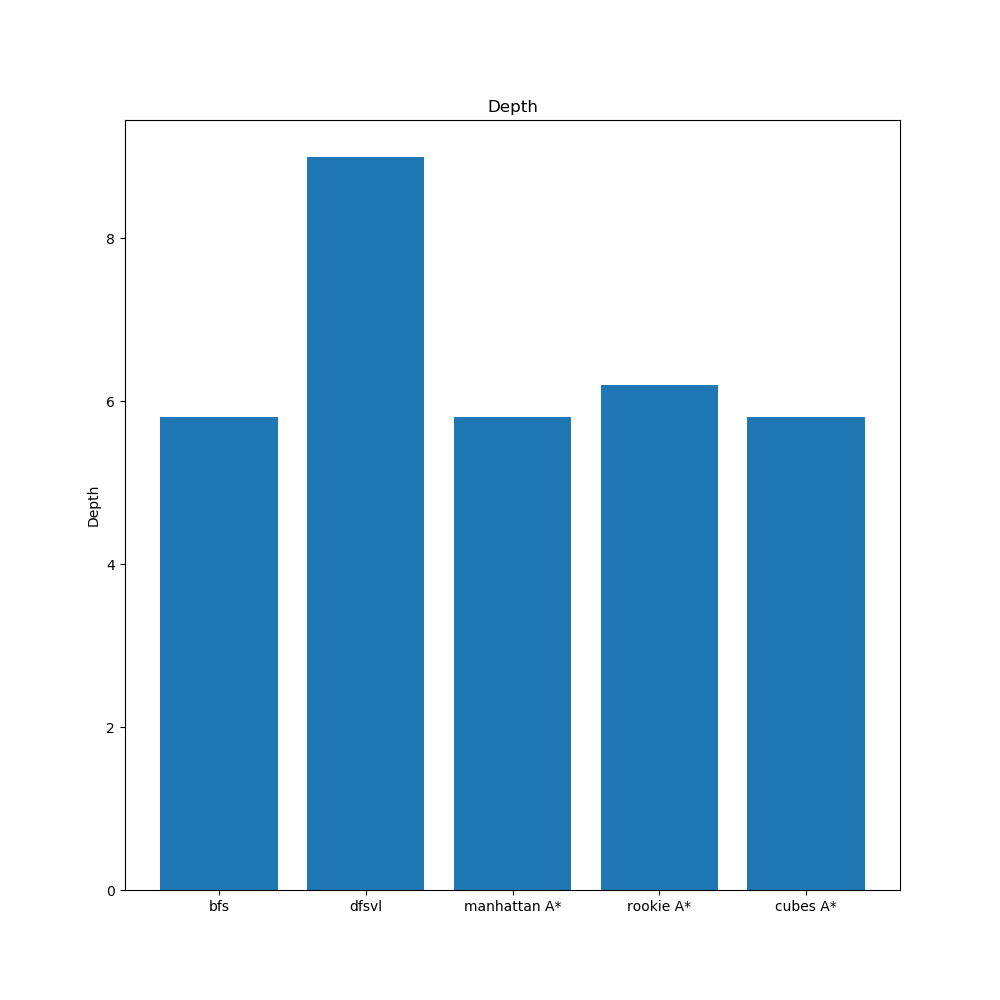 Depth
8
6
4
2
0
Depth
bfs
dfsvl
manhattan A*
rookie A*
cubes A*